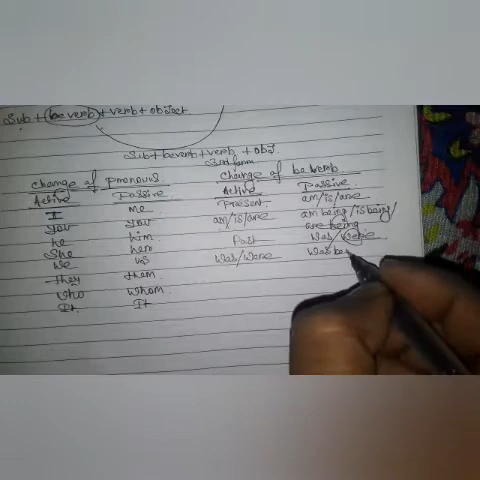 Sub + be verb + verb + object
Sub + be verb + verb + obj
3rd form
change of pronouns
Active Passive
I me
you you
he him
she her
we us
they them
who whom
It It
change of be verb
Active Passive
Present am/is/are
am/is/are am being/is being/
are being
Past was/were
was/were was be